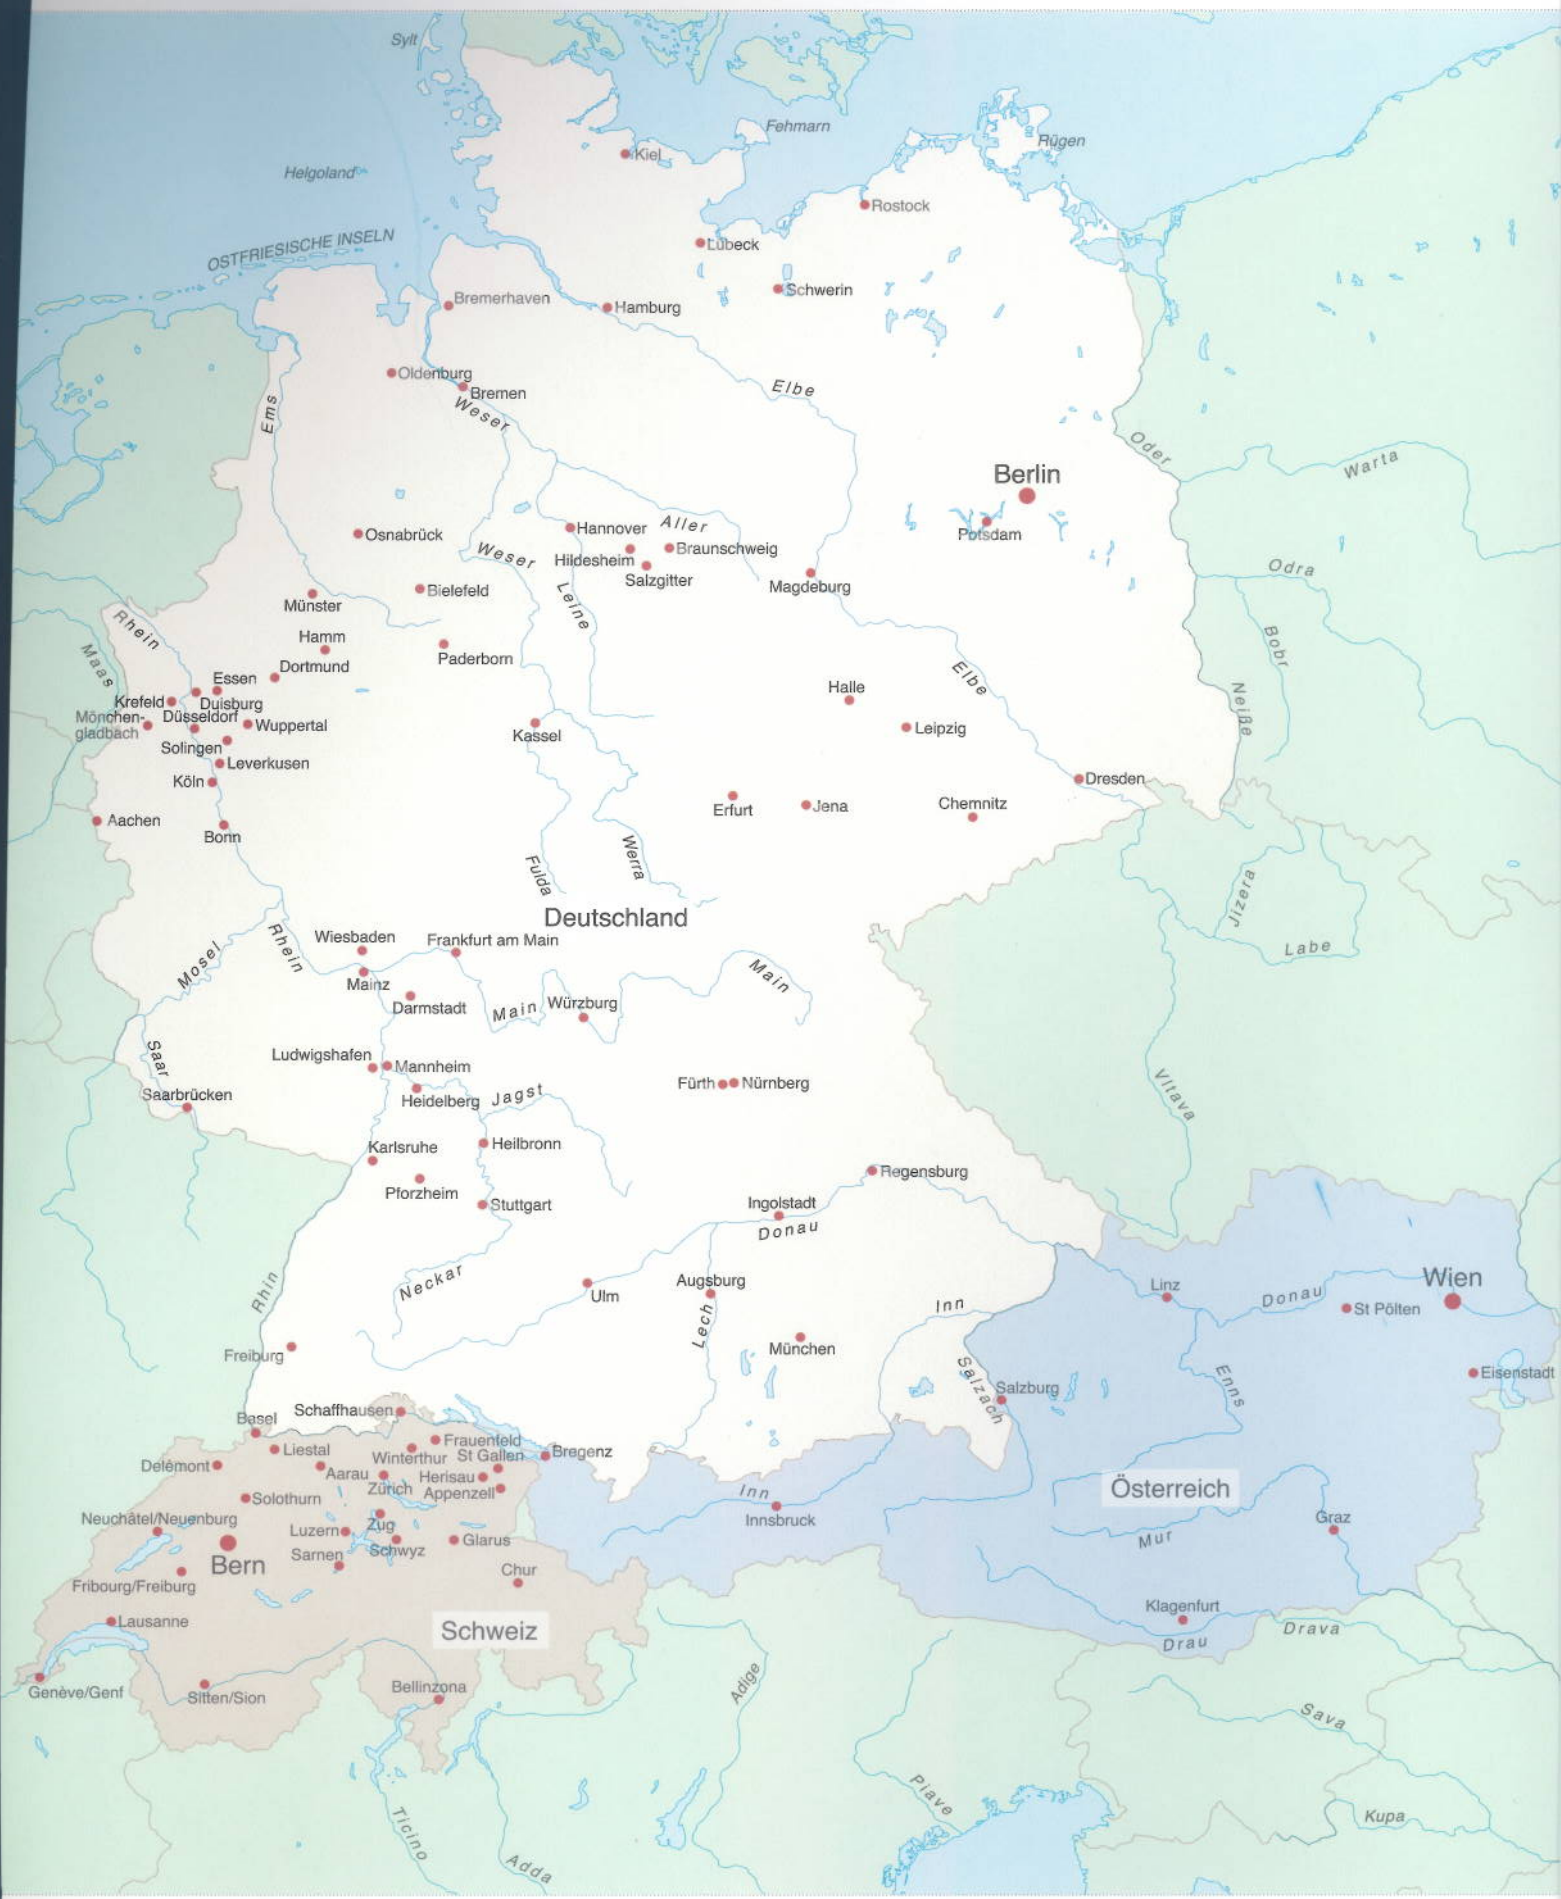 Sylt
Fehmarn
Rügen
Kiel
Helgoland
Rostock
OSTFRIESISCHE INSELN
Lübeck
Schwerin
Bremerhaven
Hamburg
Oldenburg
Bremen
Elbe
Weser
Ems
Oder
Warta
Berlin
Potsdam
Osnabrück
Hannover
Aller
Hildesheim
Braunschweig
Salzgitter
Weser
Magdeburg
Odra
Bielefeld
Leine
Münster
Rhein
Hamm
Bobr
Maas
Dortmund
Paderborn
Essen
Elbe
Krefeld
Duisburg
Halle
Neiße
Mönchen-
gladbach
Düsseldorf
Wuppertal
Leipzig
Solingen
Kassel
Leverkusen
Köln
Dresden
Erfurt
Jena
Chemnitz
Aachen
Bonn
Fulda
Werra
Jizera
Deutschland
Wiesbaden
Frankfurt am Main
Labe
Mosel
Rhein
Mainz
Main
Darmstadt
Main
Würzburg
Saar
Ludwigshafen
Mannheim
Fürth
Nürnberg
Saarbrücken
Heidelberg
Jagst
Vltava
Karlsruhe
Heilbronn
Pforzheim
Regensburg
Stuttgart
Ingolstadt
Donau
Rhin
Neckar
Ulm
Augsburg
Linz
Donau
Wien
Inn
St Pölten
Lech
München
Freiburg
Salzach
Salzburg
Enns
Eisenstadt
Schaffhausen
Basel
Liestal
Frauenfeld
Winterthur
St Gallen
Bregenz
Delémont
Aarau
Herisau
Zürich
Appenzell
Inn
Österreich
Solothurn
Neuchâtel/Neuenburg
Luzern
Zug
Innsbruck
Graz
Bern
Sarnen
Schwyz
Glarus
Mur
Fribourg/Freiburg
Chur
Lausanne
Schweiz
Klagenfurt
Drau
Drava
Genève/Genf
Sitten/Sion
Bellinzona
Adige
Sava
Piave
Ticino
Kupa
Adda